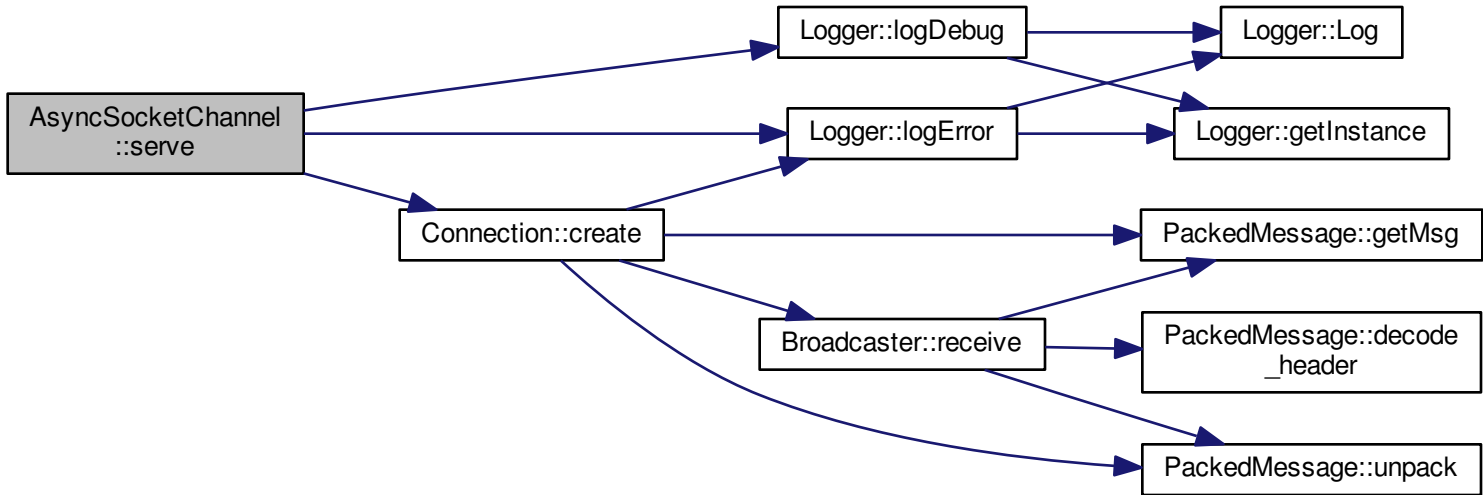 AsyncSocketChannel
::serve
Logger::logDebug
Logger::logError
Connection::create
Broadcaster::receive
Logger::Log
Logger::getInstance
PackedMessage::getMsg
PackedMessage::decode
_header
PackedMessage::unpack